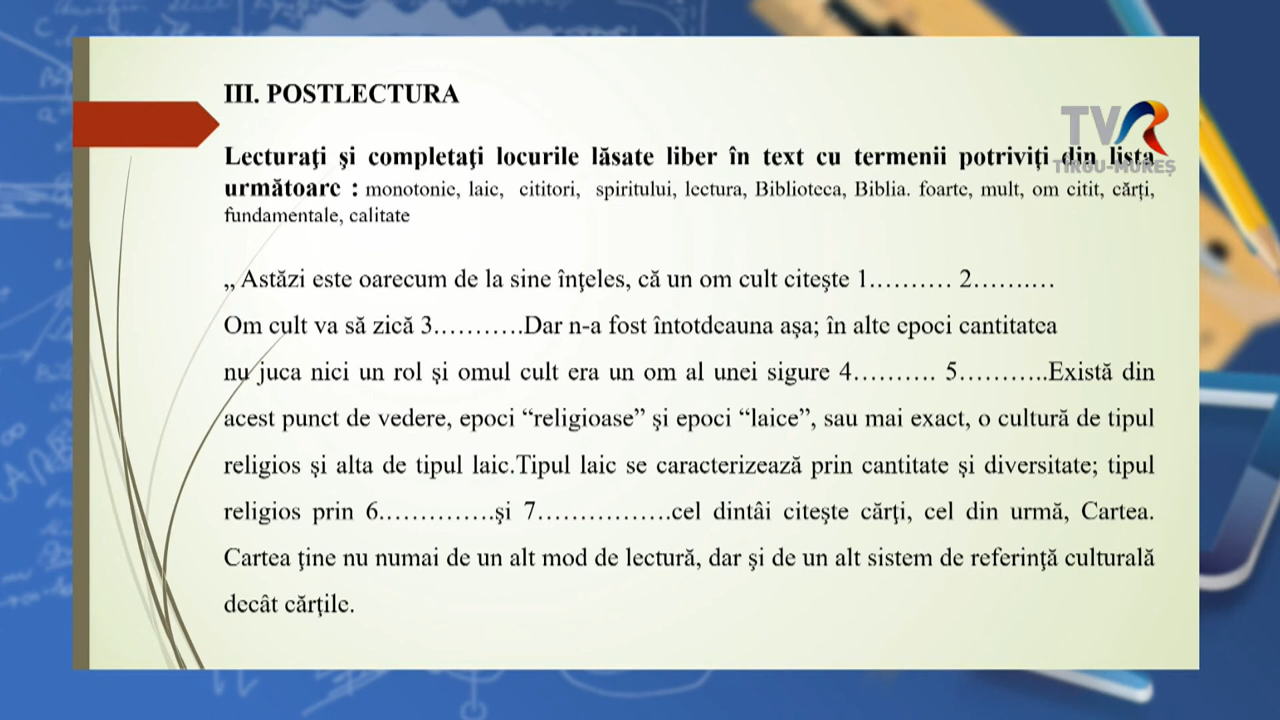 III. POSTLECTURA
TVR
TÎRGU-MUREȘ
Lecturaţi şi completaţi locurile lăsate liber în text cu termenii potriviți din lista
următoare : monotonie, laic, cititori, spiritului, lectura, Biblioteca, Biblia. foarte, mult, om citit, cărți,
fundamentale, calitate
„ Astăzi este oarecum de la sine înţeles, că un om cult citeşte 1.……… 2…….…
Om cult va să zică 3.……….Dar n-a fost întotdeauna aşa; în alte epoci cantitatea
nu juca nici un rol şi omul cult era un om al unei sigure 4.……… 5………..Există din
acest punct de vedere, epoci “religioase” şi epoci “laice”, sau mai exact, o cultură de tipul
religios şi alta de tipul laic.Tipul laic se caracterizează prin cantitate şi diversitate; tipul
religios prin 6.………….şi 7.…………….cel dintâi citeşte cărţi, cel din urmă, Cartea.
Cartea ţine nu numai de un alt mod de lectură, dar şi de un alt sistem de referinţă culturală
decât cărţile.